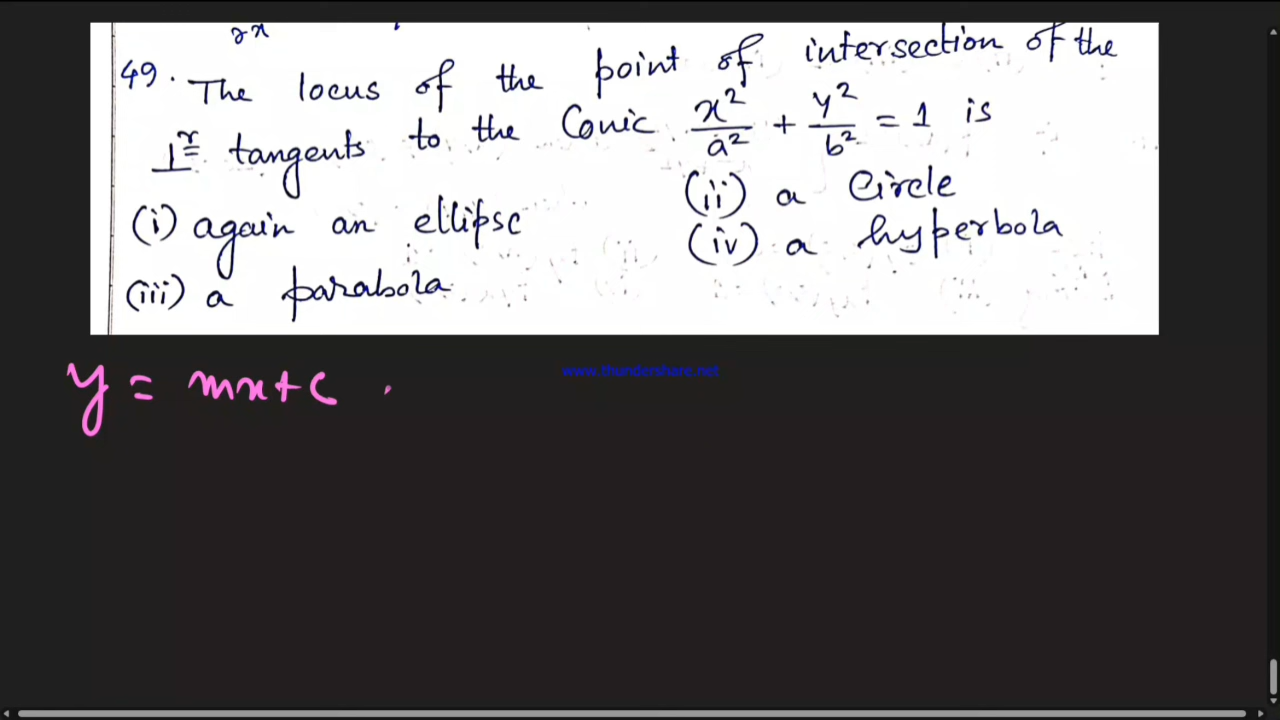 2x
49. The locus of the point of intersection of the
⊥r tangents to the Conic x²/a² + y²/b² = 1 is
(i) again an ellipse (ii) a Circle
(iii) a parabola (iv) a hyperbola
www.thundershare.net
y = mx+c